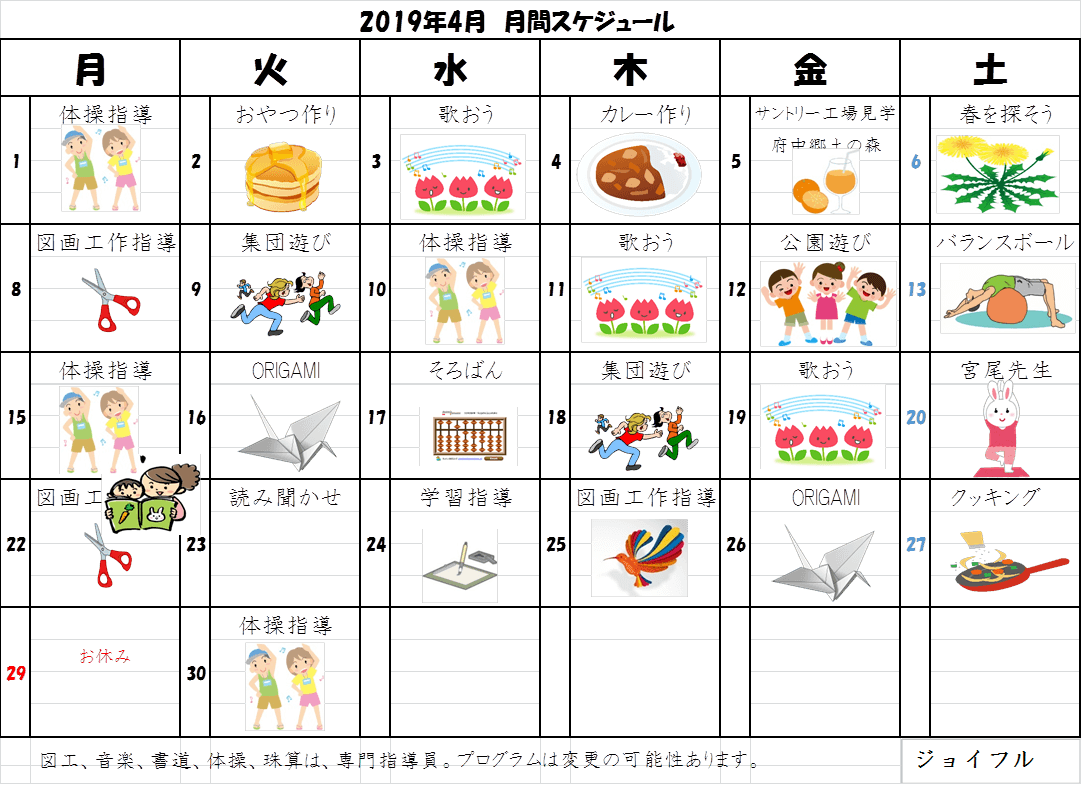 2019年4月 月間スケジュール
月 火 水 木 金 土
体操指導 おやつ作り 歌おう カレー作り サントリー工場見学 春を探そう
府中郷土の森
1 2 3 4 5 6
図画工作指導 集団遊び 体操指導 歌おう 公園遊び バランスボール
8 9 10 11 12 13
体操指導 ORIGAMI そろばん 集団遊び 歌おう 宮尾先生
15 16 17 18 19 20
図画工 読み聞かせ 学習指導 図画工作指導 ORIGAMI クッキング
22 23 24 25 26 27
体操指導
お休み
29 30
図工、音楽、書道、体操、珠算は、専門指導員。プログラムは変更の可能性あります。
ジョイフル